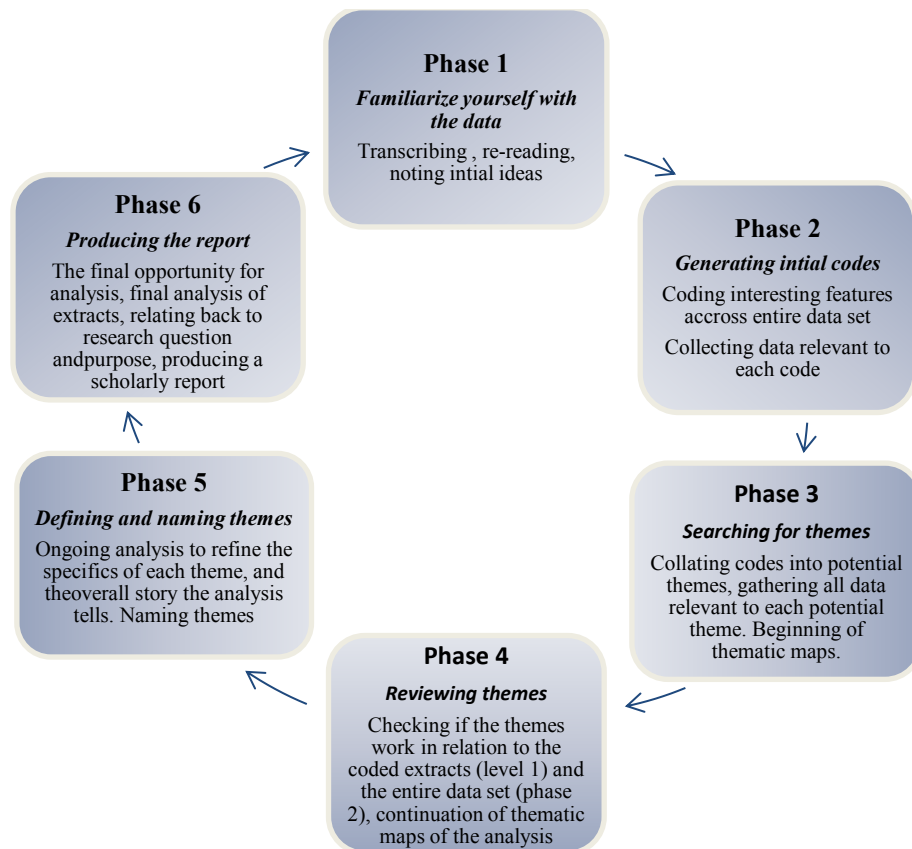 Phase 1
Familiarize yourself with
the data
Transcribing , re-reading,
noting intial ideas
Phase 2
Generating intial codes
Coding interesting features
accross entire data set
Collecting data relevant to
each code
Phase 3
Searching for themes
Collating codes into potential
themes, gathering all data
relevant to each potential
theme. Beginning of
thematic maps.
Phase 4
Reviewing themes
Checking if the themes
work in relation to the
coded extracts (level 1) and
the entire data set (phase
2), continuation of thematic
maps of the analysis
Phase 5
Defining and naming themes
Ongoing analysis to refine the
specifics of each theme, and
theoverall story the analysis
tells. Naming themes
Phase 6
Producing the report
The final opportunity for
analysis, final analysis of
extracts, relating back to
research question
andpurpose, producing a
scholarly report